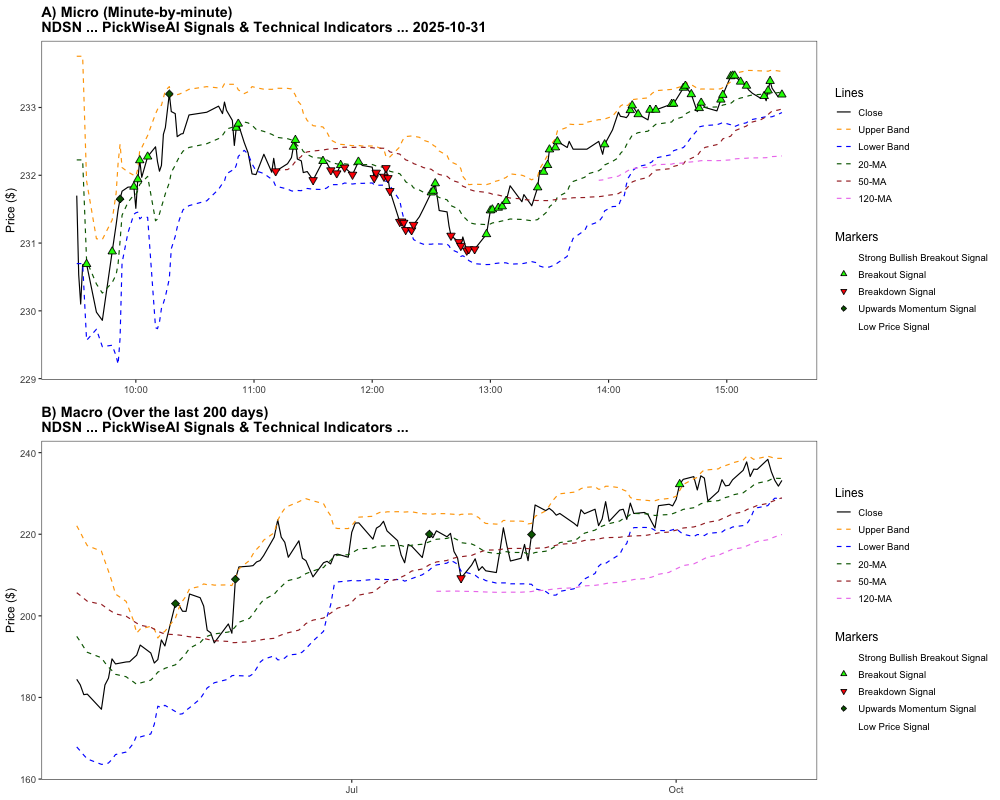 A) Micro (Minute-by-minute)
NDSN ... PickWiseAI Signals & Technical Indicators ... 2025-10-31
Price ($)
233
232
231
230
229
10:00
11:00
12:00
13:00
14:00
15:00
Lines
Close
Upper Band
Lower Band
20-MA
50-MA
120-MA
Markers
Strong Bullish Breakout Signal
Breakout Signal
Breakdown Signal
Upwards Momentum Signal
Low Price Signal
B) Macro (Over the last 200 days)
NDSN ... PickWiseAI Signals & Technical Indicators ...
Price ($)
240
220
200
180
160
Jul
Oct
Lines
Close
Upper Band
Lower Band
20-MA
50-MA
120-MA
Markers
Strong Bullish Breakout Signal
Breakout Signal
Breakdown Signal
Upwards Momentum Signal
Low Price Signal